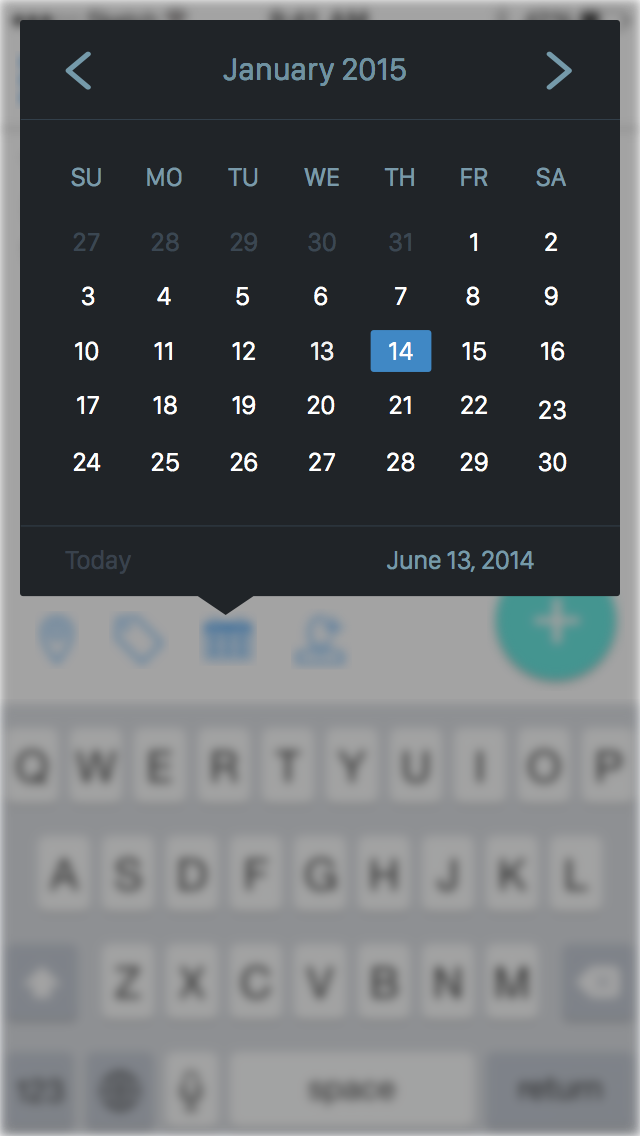 January 2015
SU MO TU WE TH FR SA
27 28 29 30 31 1 2
3 4 5 6 7 8 9
10 11 12 13 14 15 16
17 18 19 20 21 22 23
24 25 26 27 28 29 30
Today June 13, 2014
Q W E R T Y U I O P
A S D F G H J K L
Z X C V B N M
123 space return